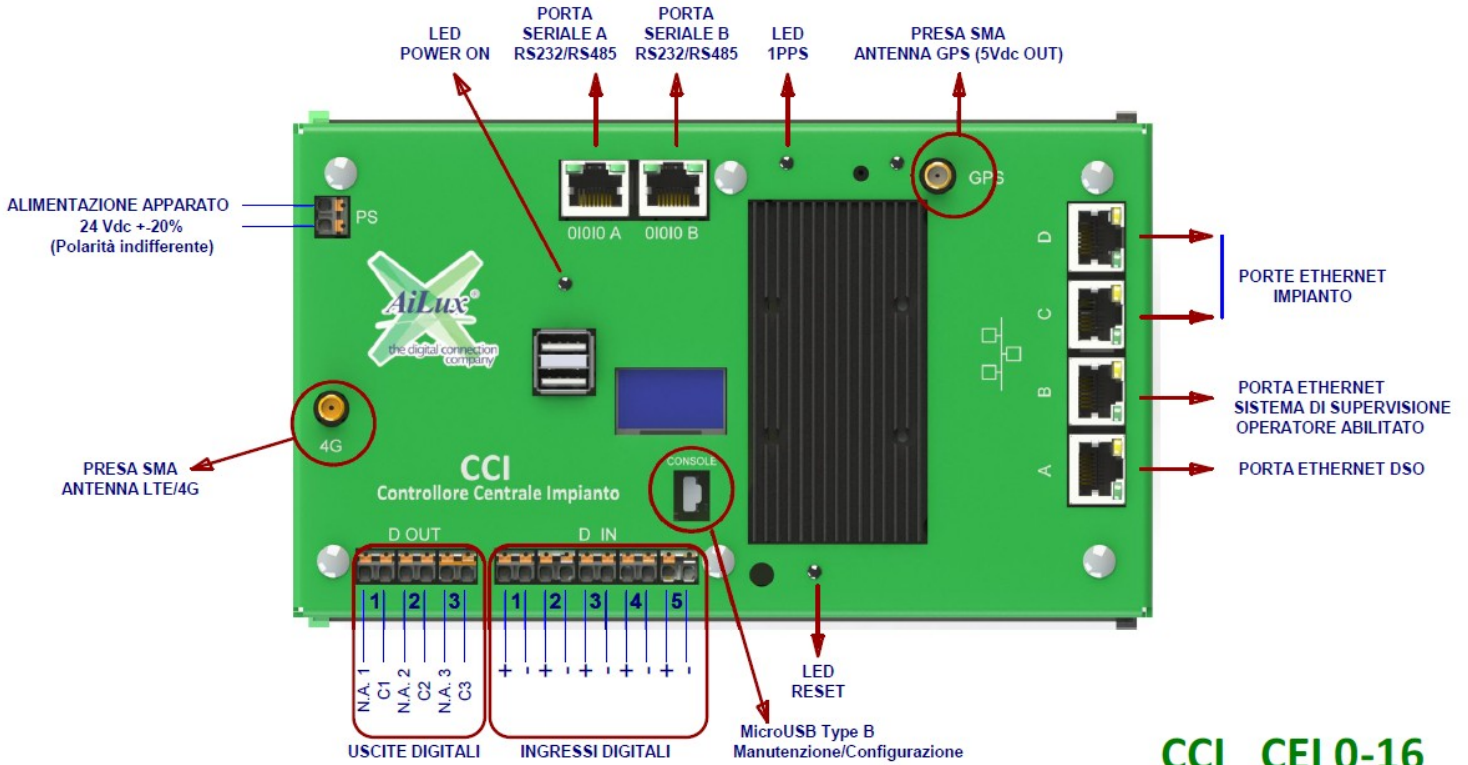 LED
POWER ON
PORTA
SERIALE A
RS232/RS485
PORTA
SERIALE B
RS232/RS485
LED
1PPS
PRESA SMA
ANTENNA GPS (5Vdc OUT)
ALIMENTAZIONE APPARATO
24 Vdc +-20%
(Polarità indifferente)
PS
0I0I0 A
0I0I0 B
GPS
D
C
B
A
PORTE ETHERNET
IMPIANTO
PORTA ETHERNET
SISTEMA DI SUPERVISIONE
OPERATORE ABILITATO
PORTA ETHERNET DSO
AiLux®
the digital connection
company
4G
PRESA SMA
ANTENNA LTE/4G
CCI
Controllore Centrale Impianto
CONSOLE
D OUT
D IN
1 2 3
1 2 3 4 5
N.A. 1
C1
N.A. 2
C2
N.A. 3
C3
+ - + - + - + - + -
USCITE DIGITALI
INGRESSI DIGITALI
LED
RESET
MicroUSB Type B
Manutenzione/Configurazione
CCI CEI 0-16